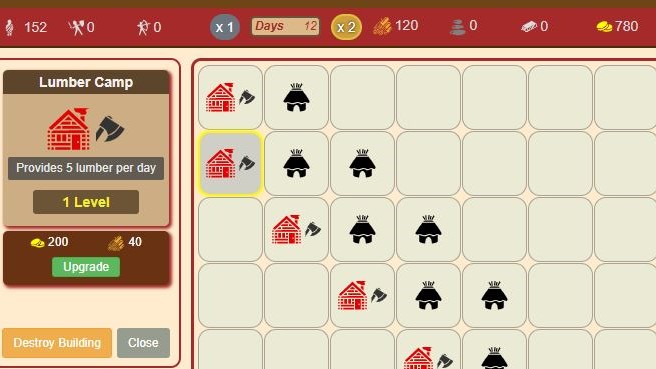 152 0 0 x 1 Days 12 x 2 120 0 0 780
Lumber Camp
Provides 5 lumber per day
1 Level
200 40
Upgrade
Destroy Building Close